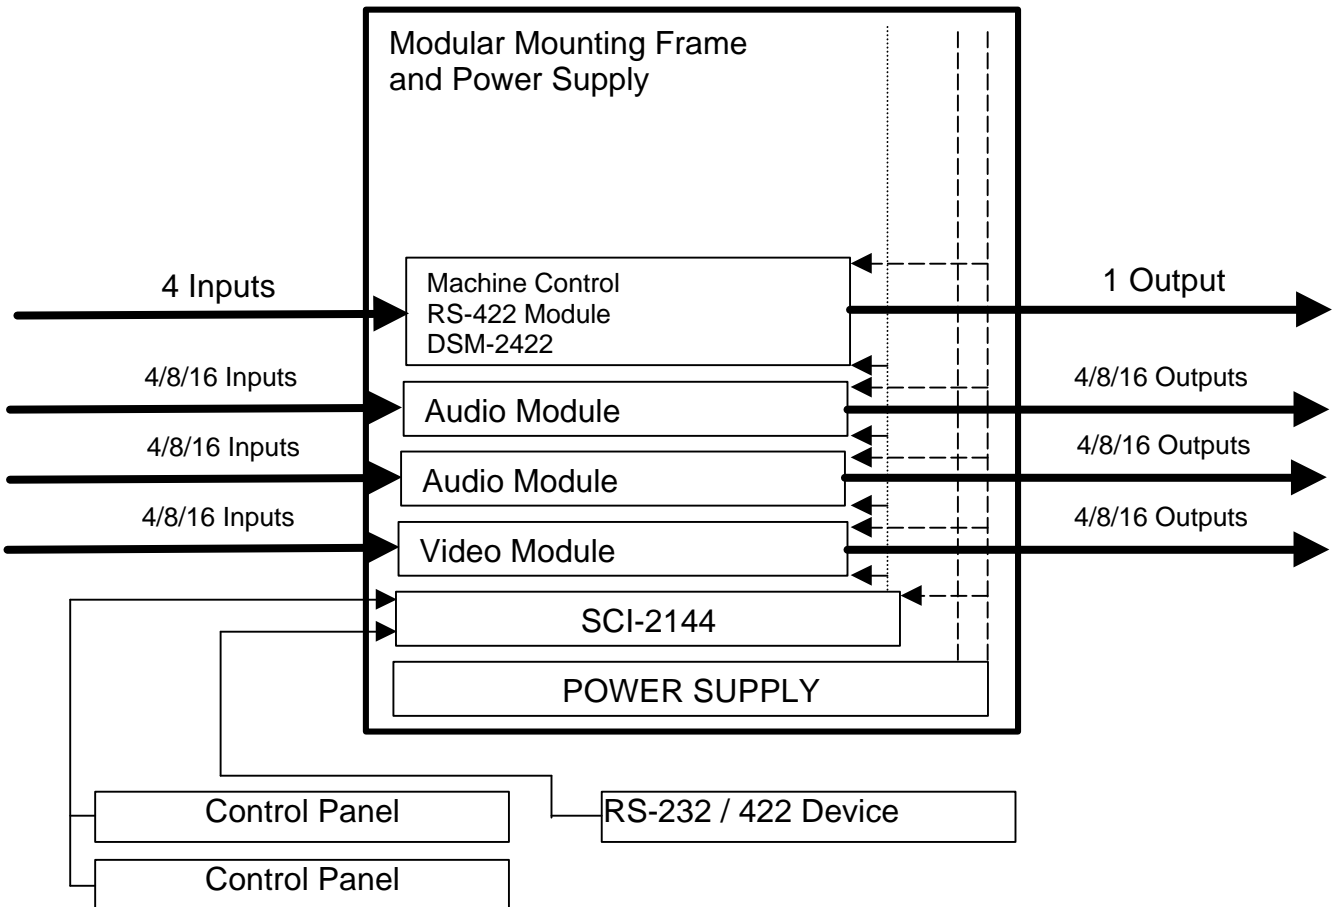 Modular Mounting Frame
and Power Supply
4 Inputs
Machine Control
RS-422 Module
DSM-2422
1 Output
4/8/16 Inputs
Audio Module
4/8/16 Outputs
4/8/16 Inputs
Audio Module
4/8/16 Outputs
4/8/16 Inputs
Video Module
4/8/16 Outputs
SCI-2144
POWER SUPPLY
Control Panel
RS-232 / 422 Device
Control Panel